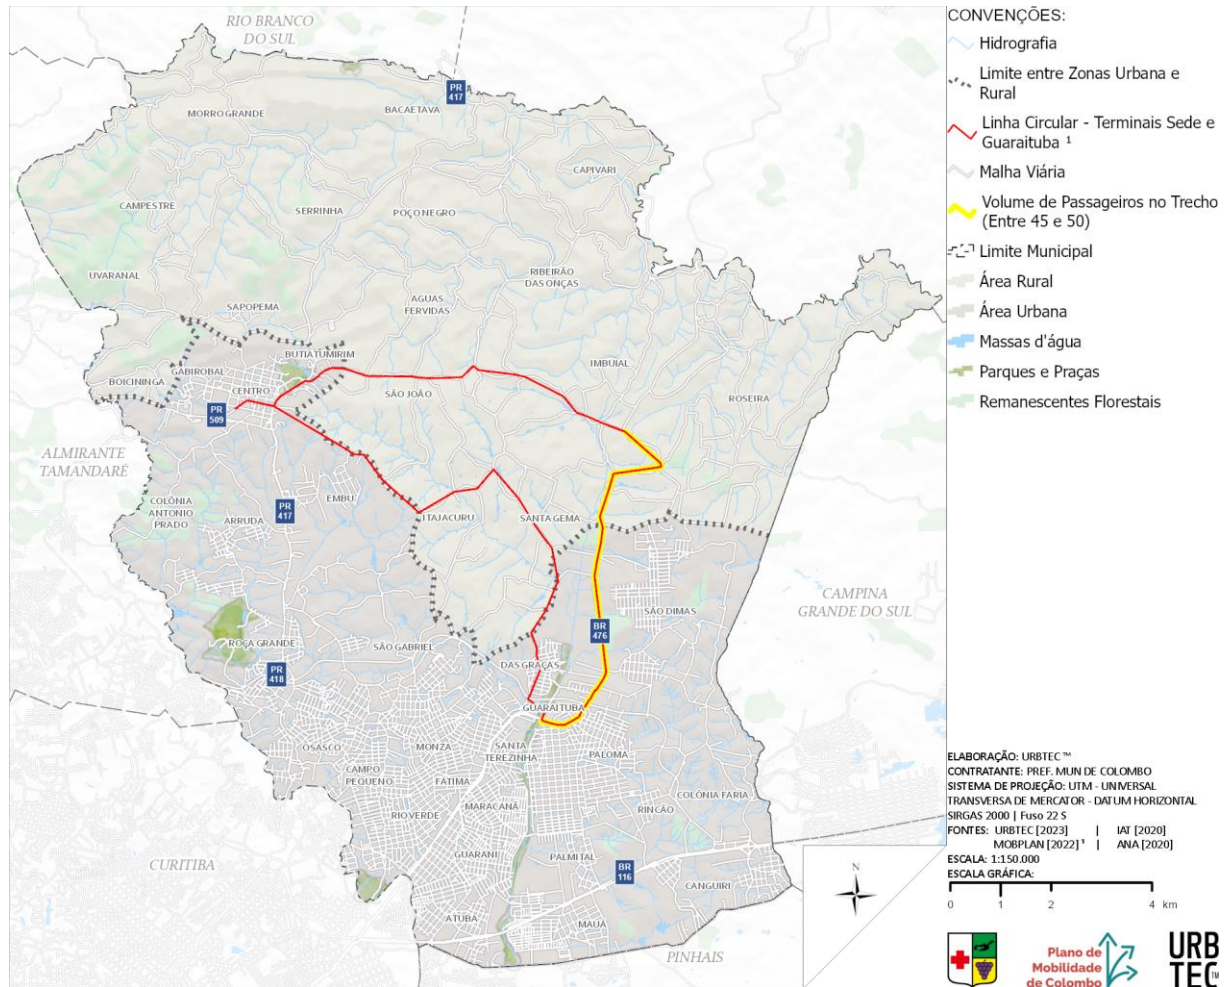 RIO BRANCO
DO SUL
PR
417
BACAETAVA
MORRO GRANDE
CAPIVARI
CAMPESTRE
SERRINHA
POÇO NEGRO
UVARANAL
RIBEIRÃO
DAS ONÇAS
SAPOPEMA
AGUAS
FERVIDAS
BUTIATUMIRIM
IMBUIAL
GABIROBAL
BOICININGA
CENTRO
SÃO JOÃO
ROSEIRA
PR
509
ALMIRANTE
TAMANDARÉ
EMBU
COLÔNIA
ANTONIO
PRADO
PR
417
ARRUDA
ITAJACURU
SANTA GEMA
CAMPINA
GRANDE DO SUL
SÃO DIMAS
BR
476
ROÇA GRANDE
SÃO GABRIEL
DAS GRAÇAS
PR
418
GUARAITUBA
OSASCO
MONZA
SANTA
TEREZINHA
PALOMA
CAMPO
PEQUENO
FÁTIMA
COLÔNIA FARIA
RIO VERDE
MARACANÃ
RINCÃO
CURITIBA
GUARANI
PALMITAL
BR
116
CANGUIRI
ATUBA
MAUÁ
PINHAIS
N
CONVENÇÕES:
Hidrografia
Limite entre Zonas Urbana e
Rural
Linha Circular - Terminais Sede e
Guaraituba ¹
Malha Viária
Volume de Passageiros no Trecho
(Entre 45 e 50)
Limite Municipal
Área Rural
Área Urbana
Massas d'água
Parques e Praças
Remanescentes Florestais
ELABORAÇÃO: URBTEC™
CONTRATANTE: PREF. MUN DE COLOMBO
SISTEMA DE PROJEÇÃO: UTM - UNIVERSAL
TRANSVERSA DE MERCATOR - DATUM HORIZONTAL
SIRGAS 2000 | Fuso 22 S
FONTES: URBTEC [2023] | IAT [2020]
MOBPLAN [2022] ¹ | ANA [2020]
ESCALA: 1:150.000
ESCALA GRÁFICA:
0 1 2 4 km
Plano de
Mobilidade
de Colombo
URB
TEC™